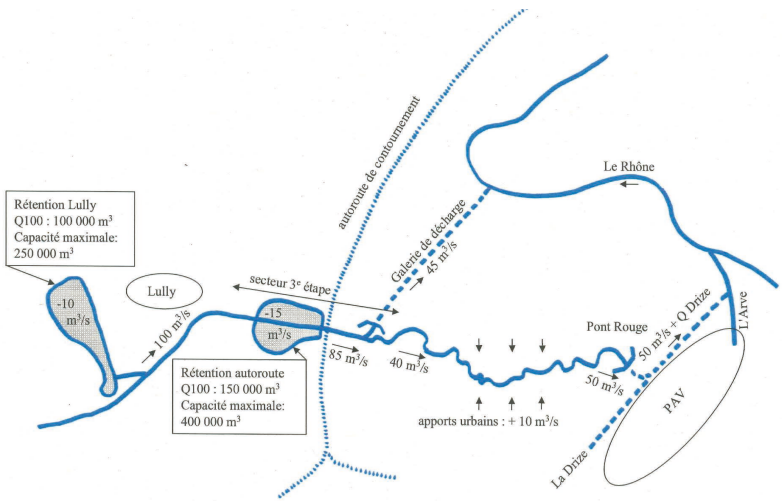 autoroute de contournement
Le Rhône
Rétention Lully
Q100 : 100 000 m³
Capacité maximale:
250 000 m³
Galerie de décharge
45 m³/s
secteur 3ᵉ étape
Lully
-10
m³/s
100 m³/s
-15
m³/s
85 m³/s
40 m³/s
Pont Rouge
50 m³/s
50 m³/s + Q Drize
L'Arve
Rétention autoroute
Q100 : 150 000 m³
Capacité maximale:
400 000 m³
apports urbains : + 10 m³/s
PAV
La Drize